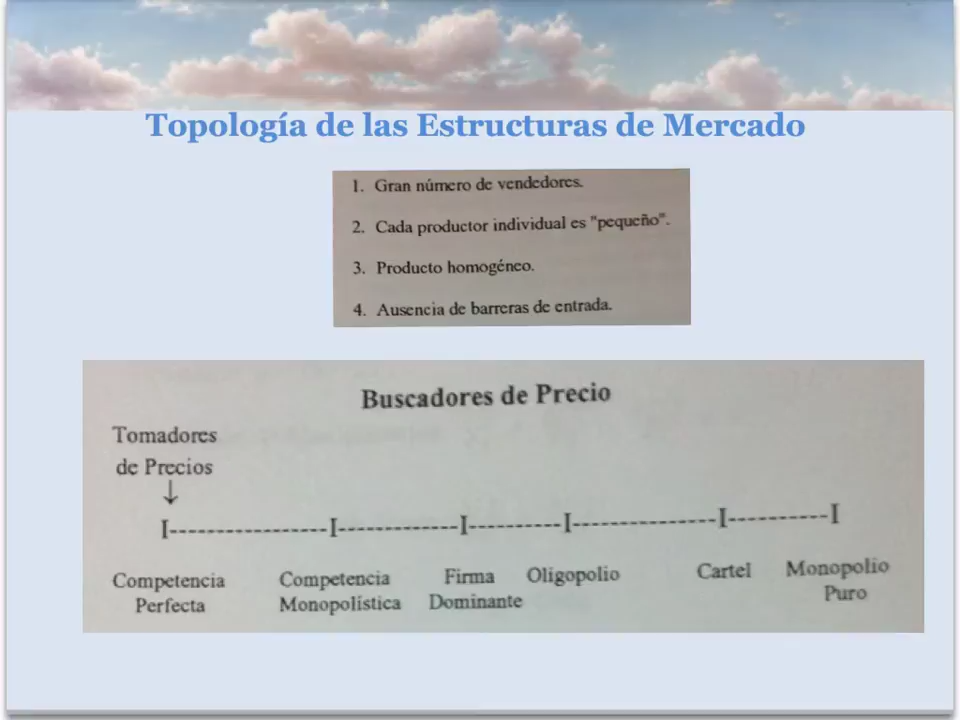 Topología de las Estructuras de Mercado
1. Gran número de vendedores.
2. Cada productor individual es "pequeño".
3. Producto homogéneo.
4. Ausencia de barreras de entrada.
Buscadores de Precio
Tomadores
de Precios
↓
I-----------------I-------------I----------I---------------I-----------I
Competencia Perfecta
Competencia Monopolística
Firma Dominante
Oligopolio
Cartel
Monopolio Puro